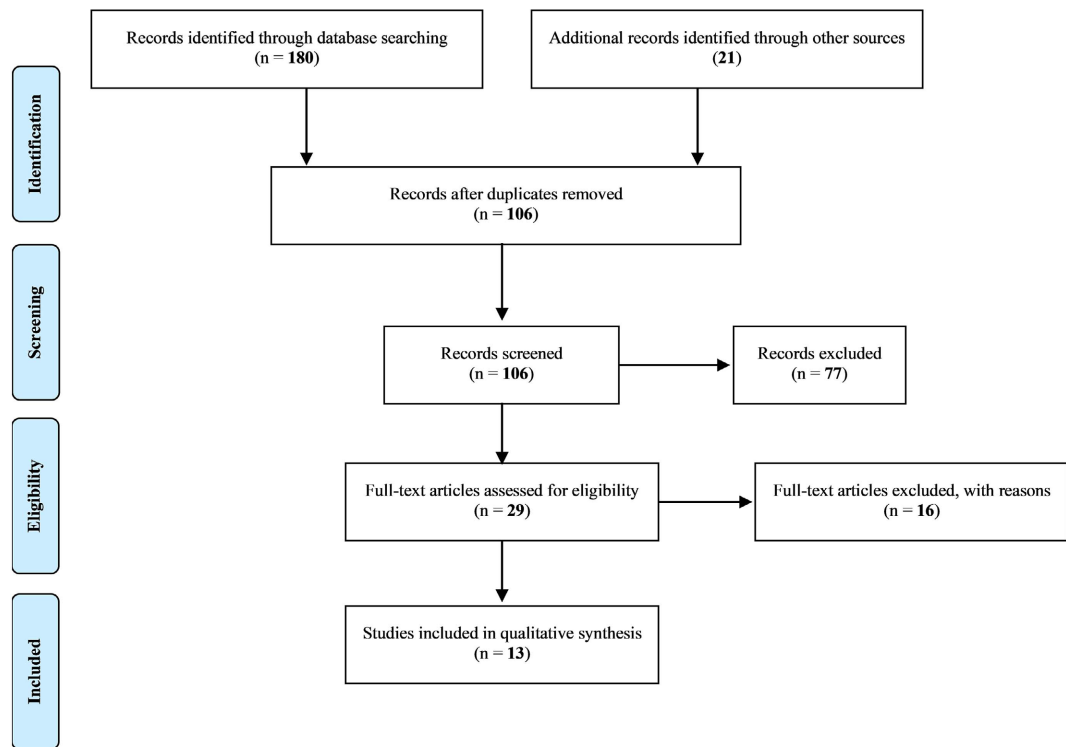 Records identified through database searching
(n = 180)
Additional records identified through other sources
(21)
Identification
Records after duplicates removed
(n = 106)
Screening
Records screened
(n = 106)
Records excluded
(n = 77)
Eligibility
Full-text articles assessed for eligibility
(n = 29)
Full-text articles excluded, with reasons
(n = 16)
Included
Studies included in qualitative synthesis
(n = 13)